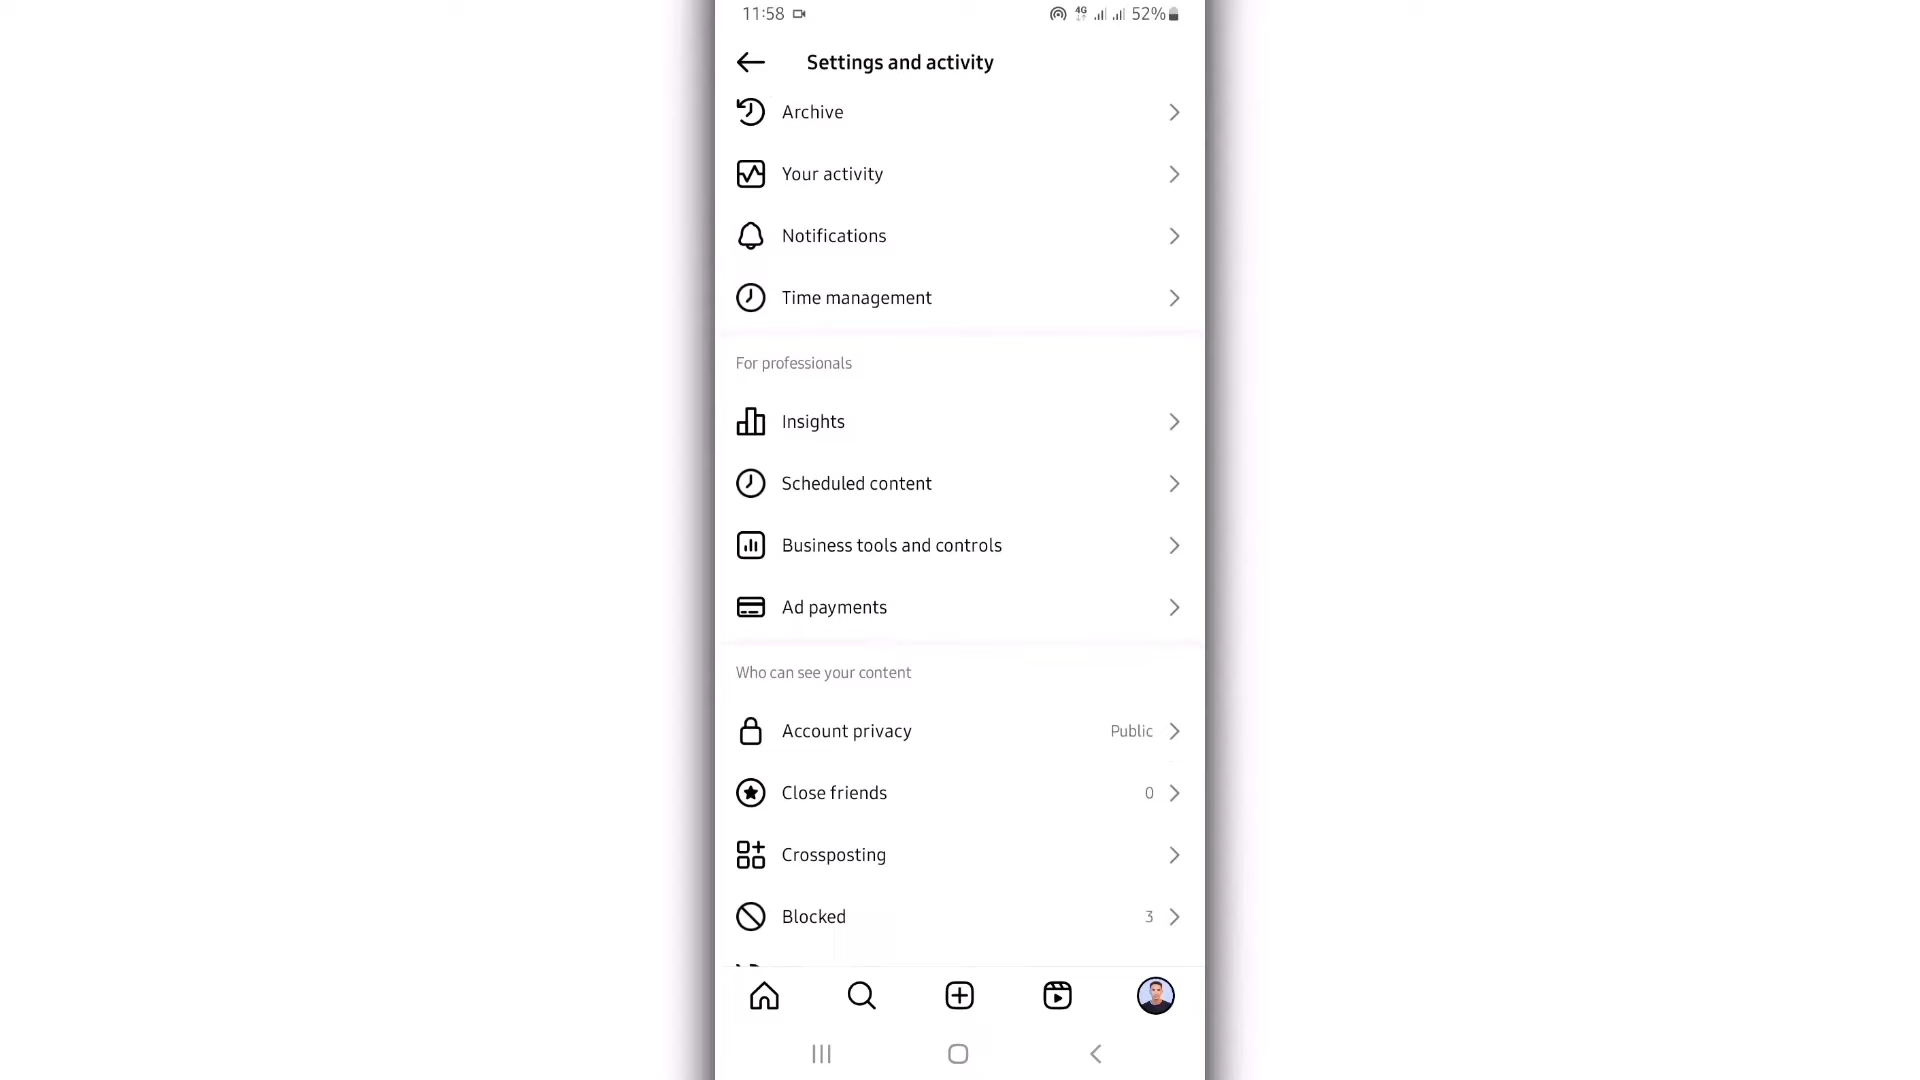 11:58 4G 52%
Settings and activity
Archive
Your activity
Notifications
Time management
For professionals
Insights
Scheduled content
Business tools and controls
Ad payments
Who can see your content
Account privacy Public
Close friends 0
Crossposting
Blocked 3